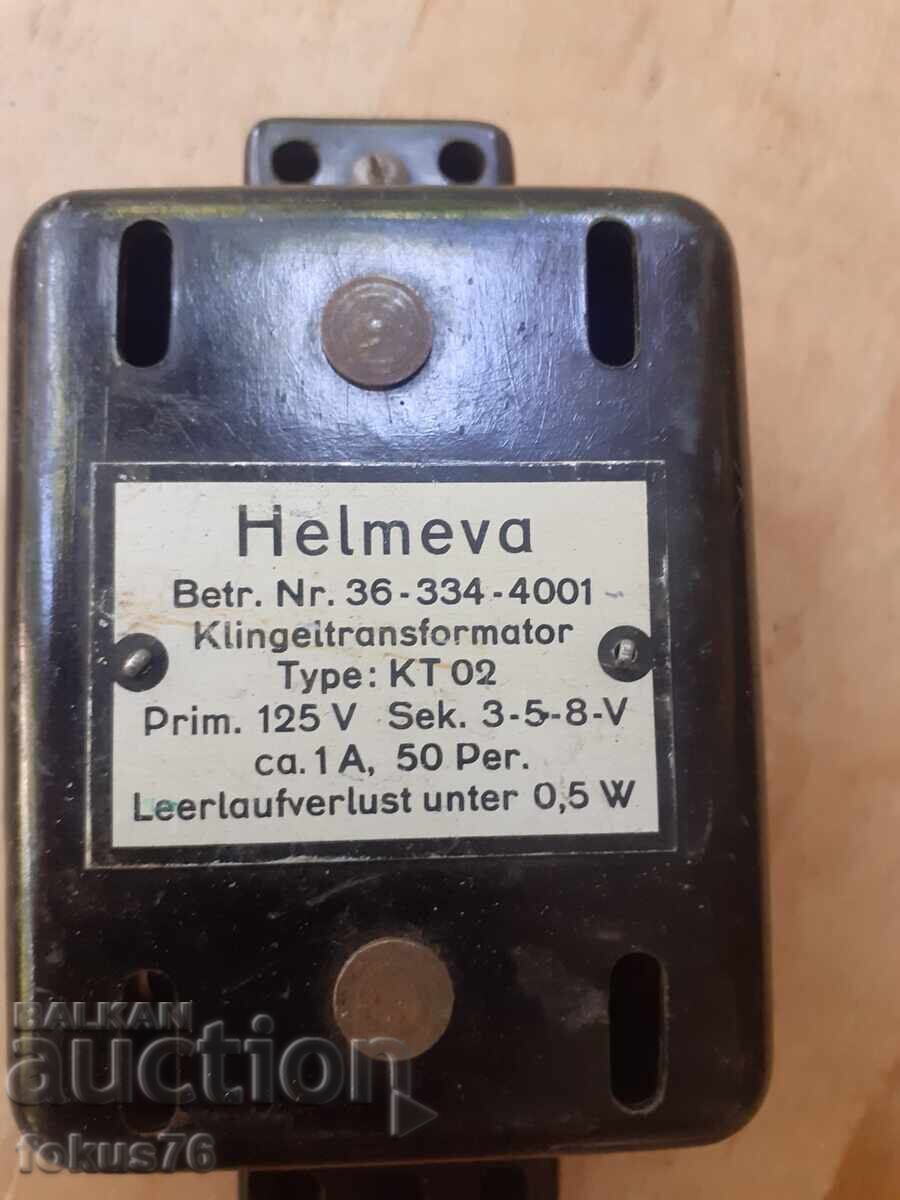 Helmeva
Betr. Nr. 36-334-4001
Klingeltransformator
Type: KT 02
Prim. 125 V Sek. 3-5-8-V
ca. 1 A, 50 Per.
Leerlaufverlust unter 0,5 W
BALKAN
auction
fokus76